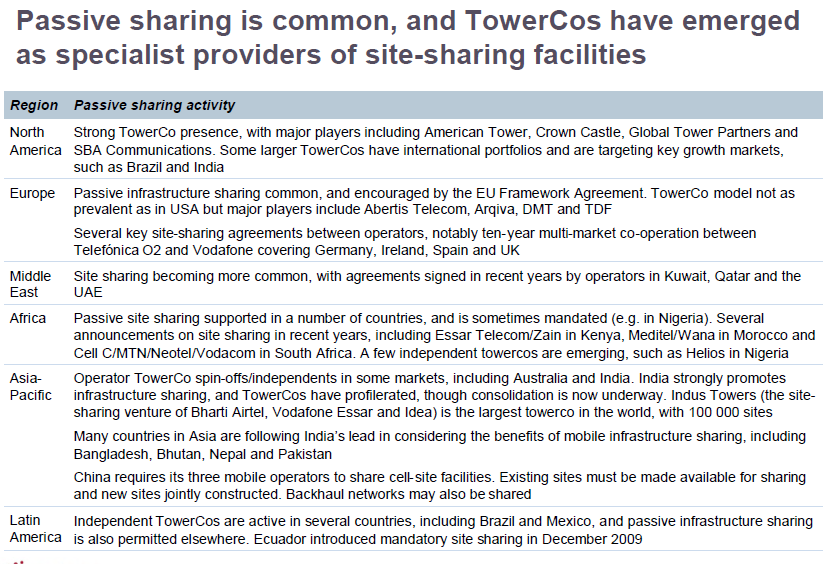 Passive sharing is common, and TowerCos have emerged
as specialist providers of site-sharing facilities
Region Passive sharing activity
North America
Strong TowerCo presence, with major players including American Tower, Crown Castle, Global Tower Partners and
SBA Communications. Some larger TowerCos have international portfolios and are targeting key growth markets,
such as Brazil and India
Europe
Passive infrastructure sharing common, and encouraged by the EU Framework Agreement. TowerCo model not as
prevalent as in USA but major players include Abertis Telecom, Arqiva, DMT and TDF
Several key site-sharing agreements between operators, notably ten-year multi-market co-operation between
Telefónica O2 and Vodafone covering Germany, Ireland, Spain and UK
Middle
East
Site sharing becoming more common, with agreements signed in recent years by operators in Kuwait, Qatar and the
UAE
Africa
Passive site sharing supported in a number of countries, and is sometimes mandated (e.g. in Nigeria). Several
announcements on site sharing in recent years, including Essar Telecom/Zain in Kenya, Meditel/Wana in Morocco and
Cell C/MTN/Neotel/Vodacom in South Africa. A few independent towercos are emerging, such as Helios in Nigeria
Asia-
Pacific
Operator TowerCo spin-offs/independents in some markets, including Australia and India. India strongly promotes
infrastructure sharing, and TowerCos have profilerated, though consolidation is now underway. Indus Towers (the site-
sharing venture of Bharti Airtel, Vodafone Essar and Idea) is the largest towerco in the world, with 100 000 sites
Many countries in Asia are following India's lead in considering the benefits of mobile infrastructure sharing, including
Bangladesh, Bhutan, Nepal and Pakistan
China requires its three mobile operators to share cell-site facilities. Existing sites must be made available for sharing
and new sites jointly constructed. Backhaul networks may also be shared
Latin
America
Independent TowerCos are active in several countries, including Brazil and Mexico, and passive infrastructure sharing
is also permitted elsewhere. Ecuador introduced mandatory site sharing in December 2009